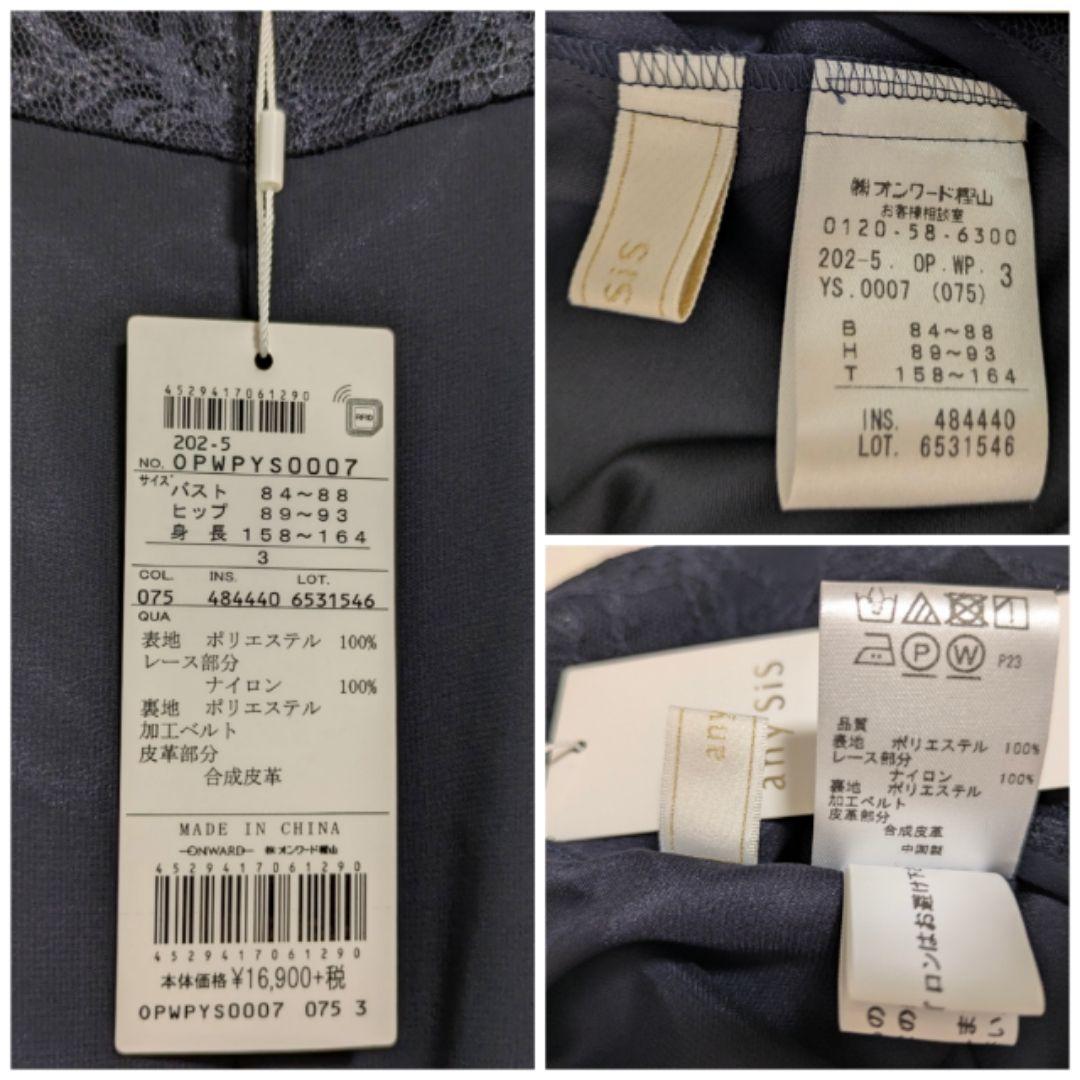 4529417061290
RFID
202-5
NO. OPWPYS0007
サイズ
バスト 84～88
ヒップ 89～93
身長 158～164
3
COL. INS. LOT.
075 484440 6531546
QUA
表地 ポリエステル 100%
レース部分
ナイロン 100%
裏地 ポリエステル
加工ベルト
皮革部分
合成皮革
MADE IN CHINA
ONWARD ㈱オンワード樫山
4529417061290
4529417061290
本体価格 ¥16,900+税
OPWPYS0007 075 3
sis
㈱オンワード樫山
お客様相談室
0120-58-6300
202-5. OP.WP. 3
YS.0007 (075)
B 84～88
H 89～93
T 158～164
INS. 484440
LOT. 6531546
any
any SiS
P W P23
品質
表地 ポリエステル 100%
レース部分
ナイロン 100%
裏地 ポリエステル
加工ベルト
皮革部分
合成皮革
中国製
イロンはお避け下